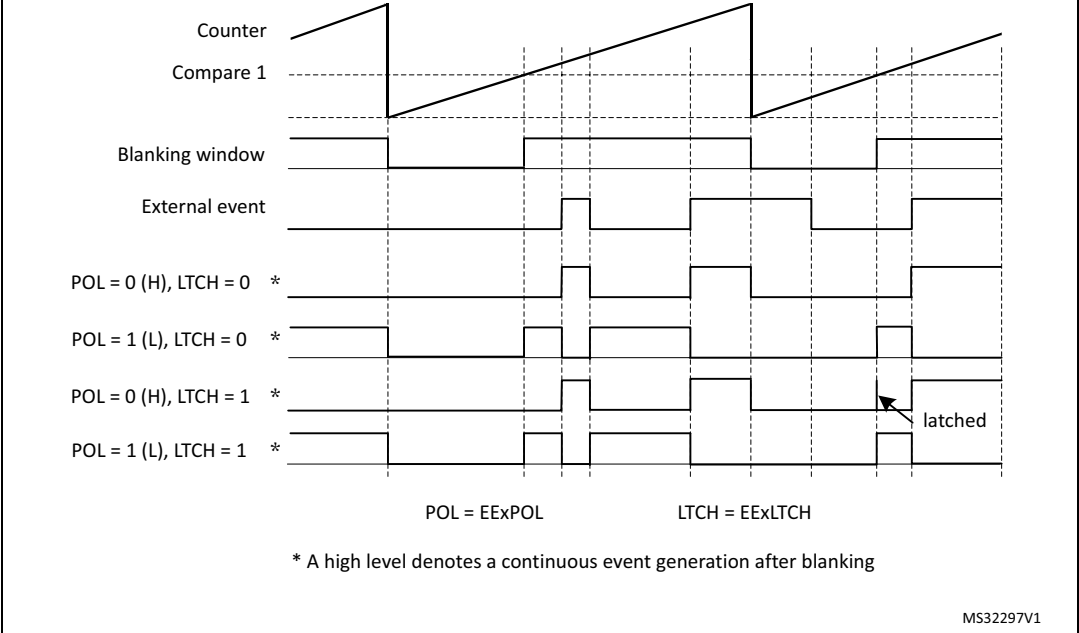 Counter
Compare 1
Blanking window
External event
POL = 0 (H), LTCH = 0 *
POL = 1 (L), LTCH = 0 *
POL = 0 (H), LTCH = 1 *
latched
POL = 1 (L), LTCH = 1 *
POL = EExPOL LTCH = EExLTCH
* A high level denotes a continuous event generation after blanking
MS32297V1